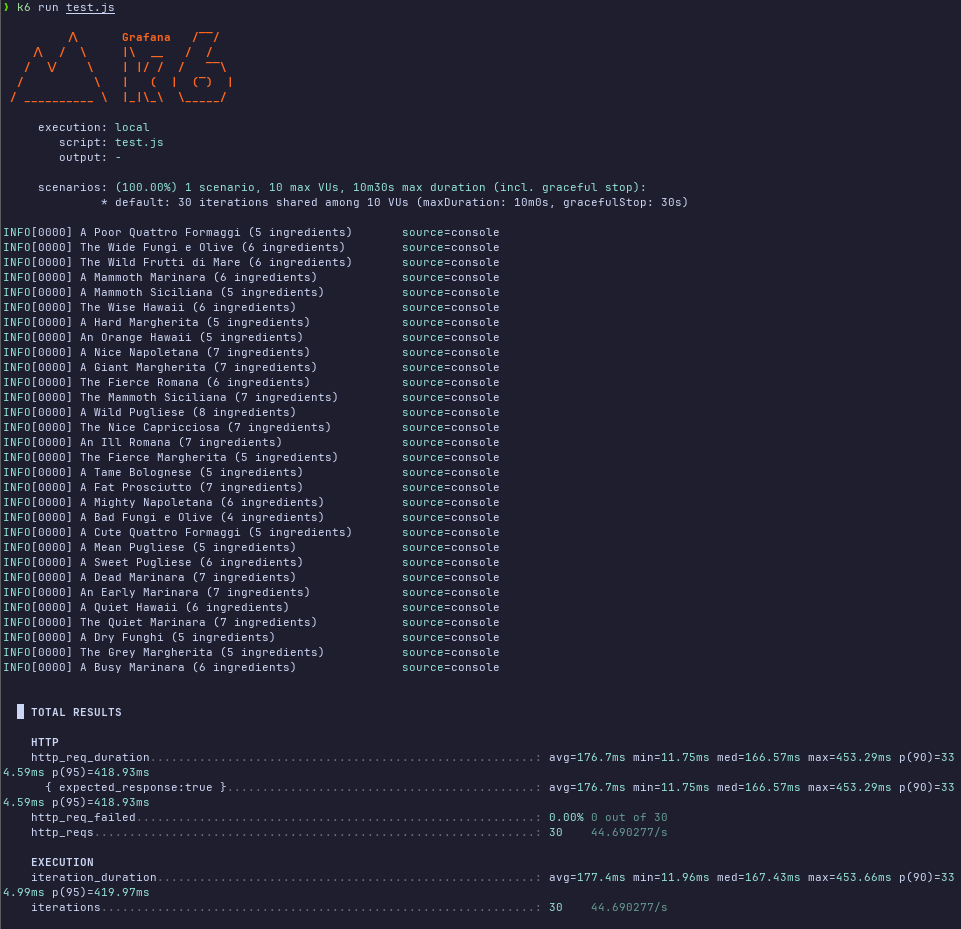 ❯ k6 run test.js
         /\      Grafana   /‾‾/
    /\  /  \     |\  __   /  /
   /  \/    \    | |/ /  /   ‾‾\
  /          \   |   (  |  (‾)  |
 / __________ \  |_|\_\  \_____/
     execution: local
        script: test.js
        output: -
     scenarios: (100.00%) 1 scenario, 10 max VUs, 10m30s max duration (incl. graceful stop):
              * default: 30 iterations shared among 10 VUs (maxDuration: 10m0s, gracefulStop: 30s)
INFO[0000] A Poor Quattro Formaggi (5 ingredients)       source=console
INFO[0000] The Wide Fungi e Olive (6 ingredients)        source=console
INFO[0000] The Wild Frutti di Mare (6 ingredients)       source=console
INFO[0000] A Mammoth Marinara (6 ingredients)            source=console
INFO[0000] A Mammoth Siciliana (5 ingredients)           source=console
INFO[0000] The Wise Hawaii (6 ingredients)               source=console
INFO[0000] A Hard Margherita (5 ingredients)             source=console
INFO[0000] An Orange Hawaii (5 ingredients)              source=console
INFO[0000] A Nice Napoletana (7 ingredients)             source=console
INFO[0000] A Giant Margherita (7 ingredients)            source=console
INFO[0000] The Fierce Romana (6 ingredients)             source=console
INFO[0000] The Mammoth Siciliana (7 ingredients)         source=console
INFO[0000] A Wild Pugliese (8 ingredients)               source=console
INFO[0000] The Nice Capricciosa (7 ingredients)          source=console
INFO[0000] An Ill Romana (7 ingredients)                 source=console
INFO[0000] The Fierce Margherita (5 ingredients)         source=console
INFO[0000] A Tame Bolognese (5 ingredients)              source=console
INFO[0000] A Fat Prosciutto (7 ingredients)              source=console
INFO[0000] A Mighty Napoletana (6 ingredients)           source=console
INFO[0000] A Bad Fungi e Olive (4 ingredients)           source=console
INFO[0000] A Cute Quattro Formaggi (5 ingredients)       source=console
INFO[0000] A Mean Pugliese (5 ingredients)               source=console
INFO[0000] A Sweet Pugliese (6 ingredients)              source=console
INFO[0000] A Dead Marinara (7 ingredients)               source=console
INFO[0000] An Early Marinara (7 ingredients)             source=console
INFO[0000] A Quiet Hawaii (6 ingredients)                source=console
INFO[0000] The Quiet Marinara (7 ingredients)            source=console
INFO[0000] A Dry Funghi (5 ingredients)                  source=console
INFO[0000] The Grey Margherita (5 ingredients)           source=console
INFO[0000] A Busy Marinara (6 ingredients)               source=console
  █ TOTAL RESULTS
    HTTP
    http_req_duration.......................................................: avg=176.7ms min=11.75ms med=166.57ms max=453.29ms p(90)=33
4.59ms p(95)=418.93ms
      { expected_response:true }............................................: avg=176.7ms min=11.75ms med=166.57ms max=453.29ms p(90)=33
4.59ms p(95)=418.93ms
    http_req_failed.........................................................: 0.00% 0 out of 30
    http_reqs...............................................................: 30    44.690277/s
    EXECUTION
    iteration_duration......................................................: avg=177.4ms min=11.96ms med=167.43ms max=453.66ms p(90)=33
4.99ms p(95)=419.97ms
    iterations..............................................................: 30    44.690277/s